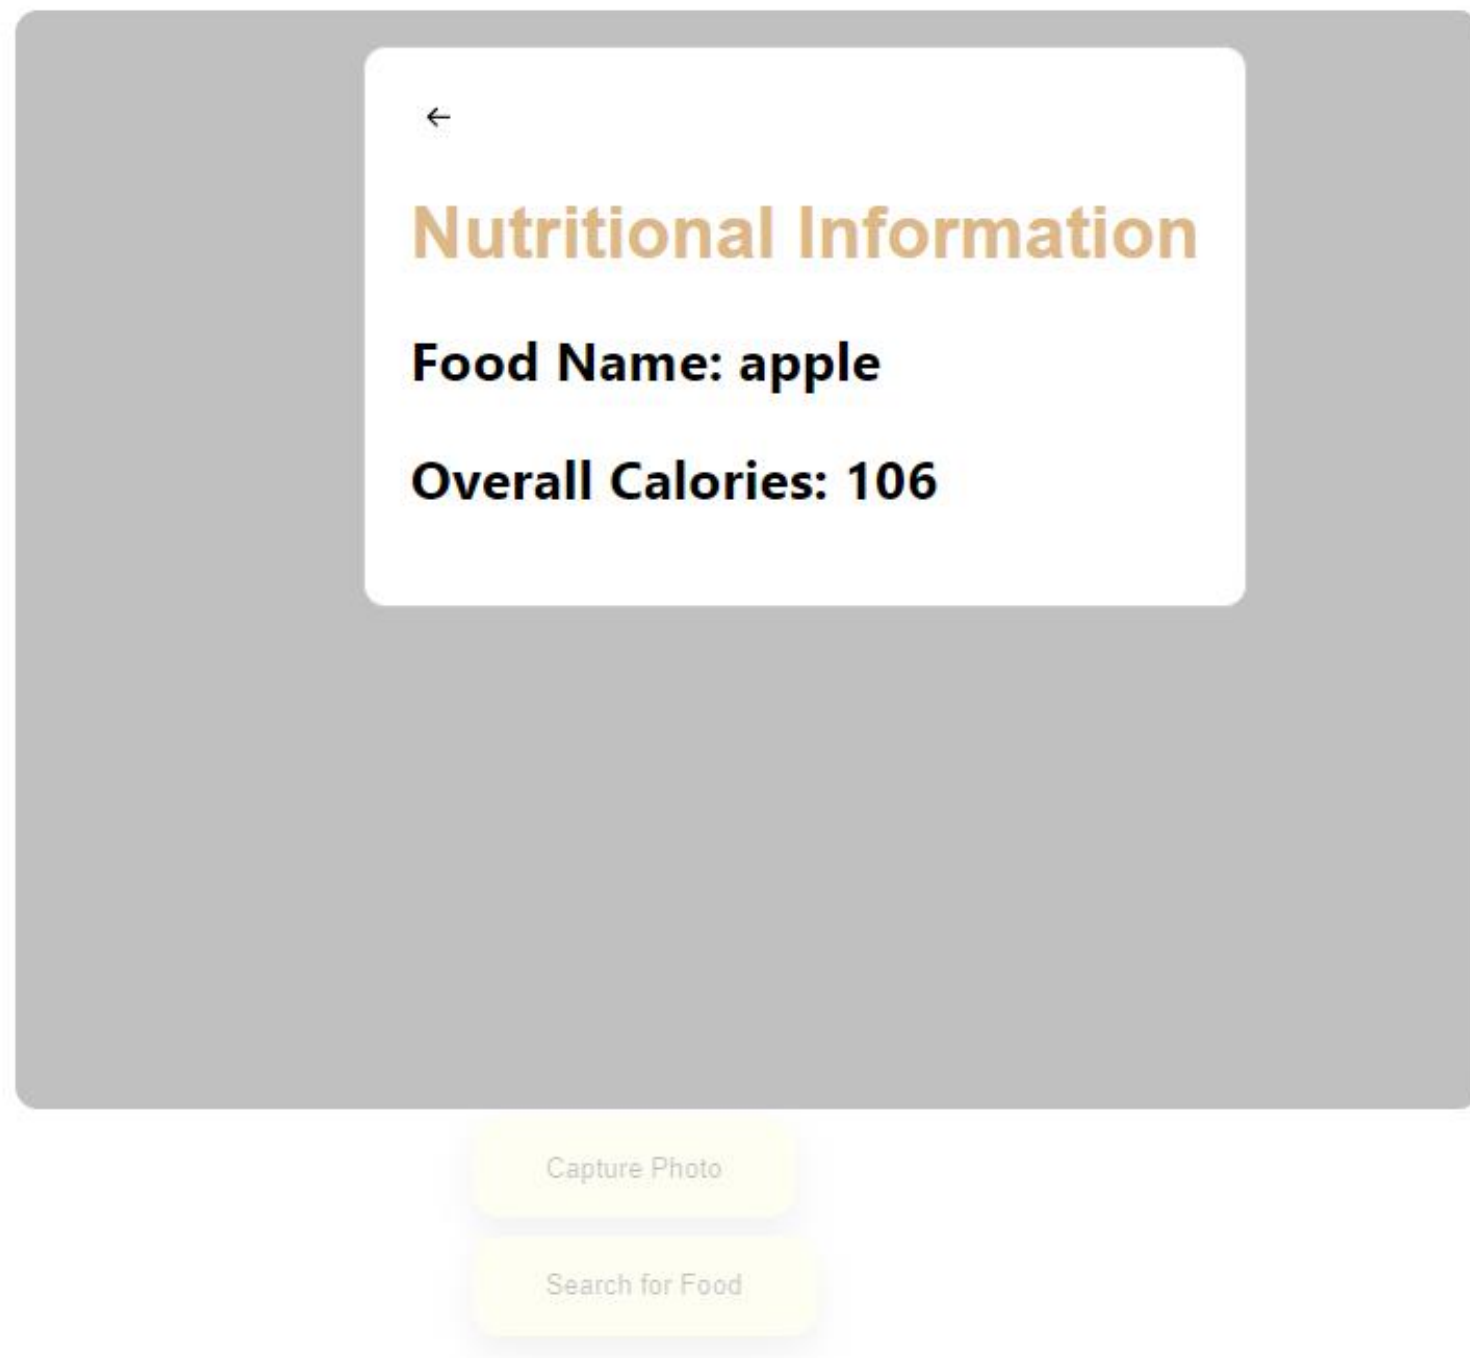 Nutritional Information
Food Name: apple
Overall Calories: 106
Capture Photo
Search for Food